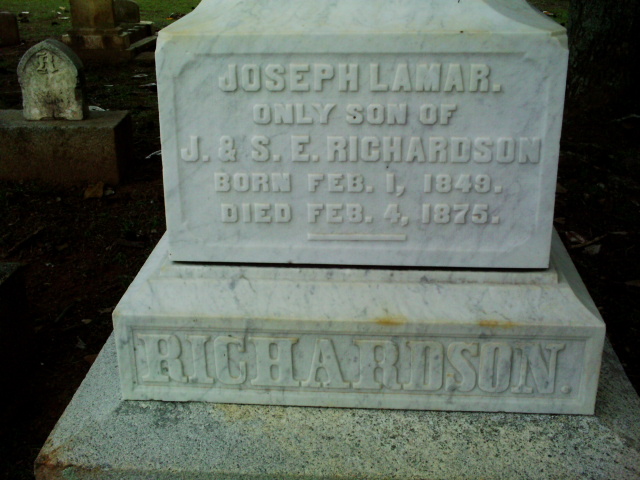 JOSEPH LAMAR.
ONLY SON OF
J. & S. E. RICHARDSON
BORN FEB. 1, 1849.
DIED FEB. 4, 1875.
RICHARDSON.
R